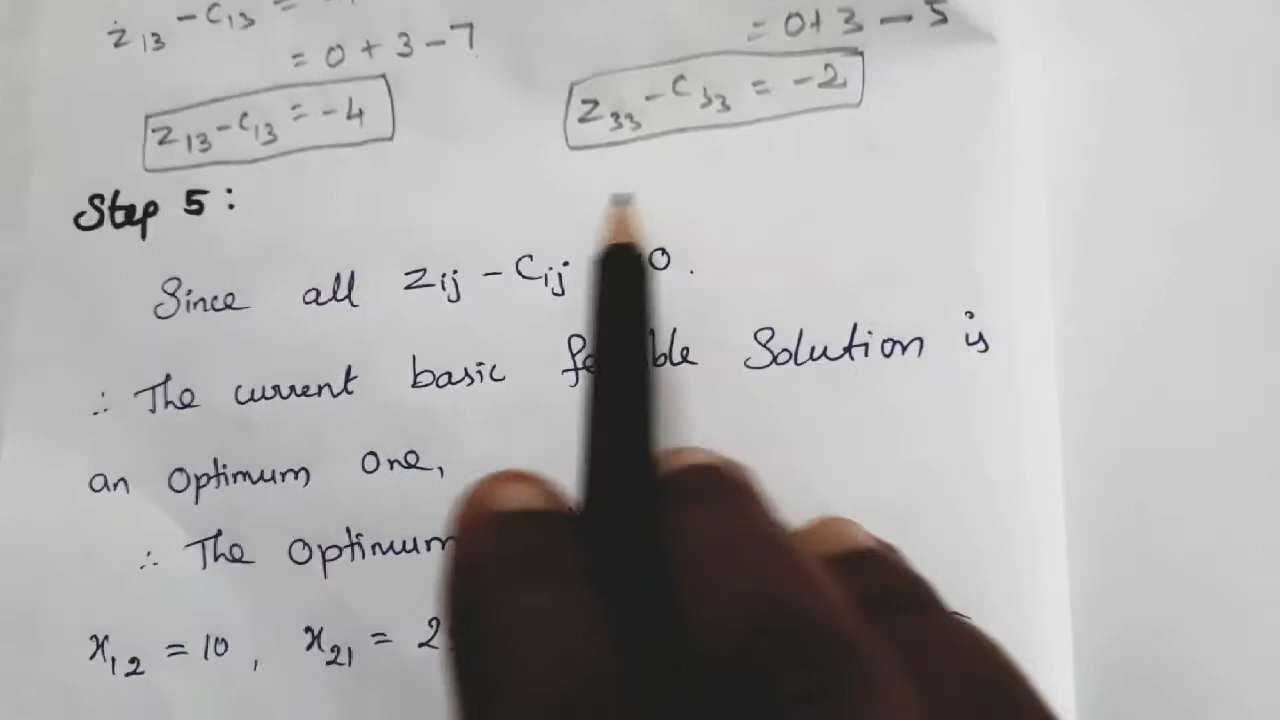 z13 - c13 =
= 0 + 3 - 7
= 0 + 3 - 5
z13 - c13 = -4
z33 - c33 = -2
Step 5:
Since all zij - cij 0.
∴ The current basic Solution is
an optimum one,
∴ The Optimum
x12 = 10, x21 = 2